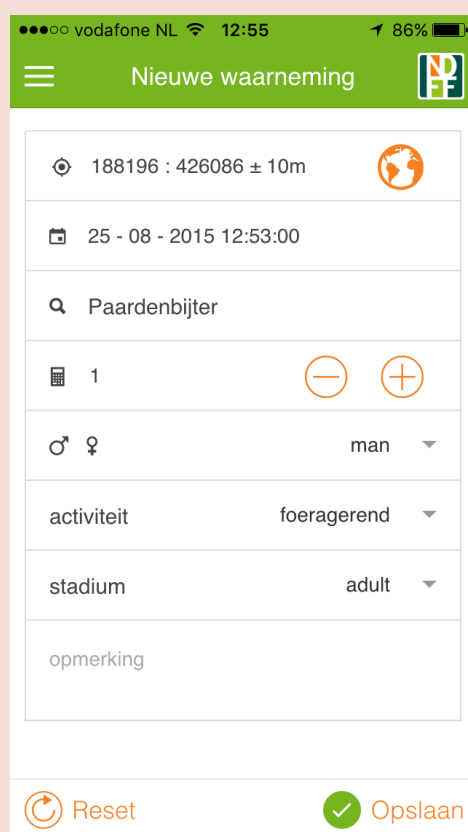 vodafone NL 12:55 86%
Nieuwe waarneming
NDFF
188196 : 426086 ± 10m
25 - 08 - 2015 12:53:00
Paardenbijter
1
man
activiteit foeragerend
stadium adult
opmerking
Reset Opslaan